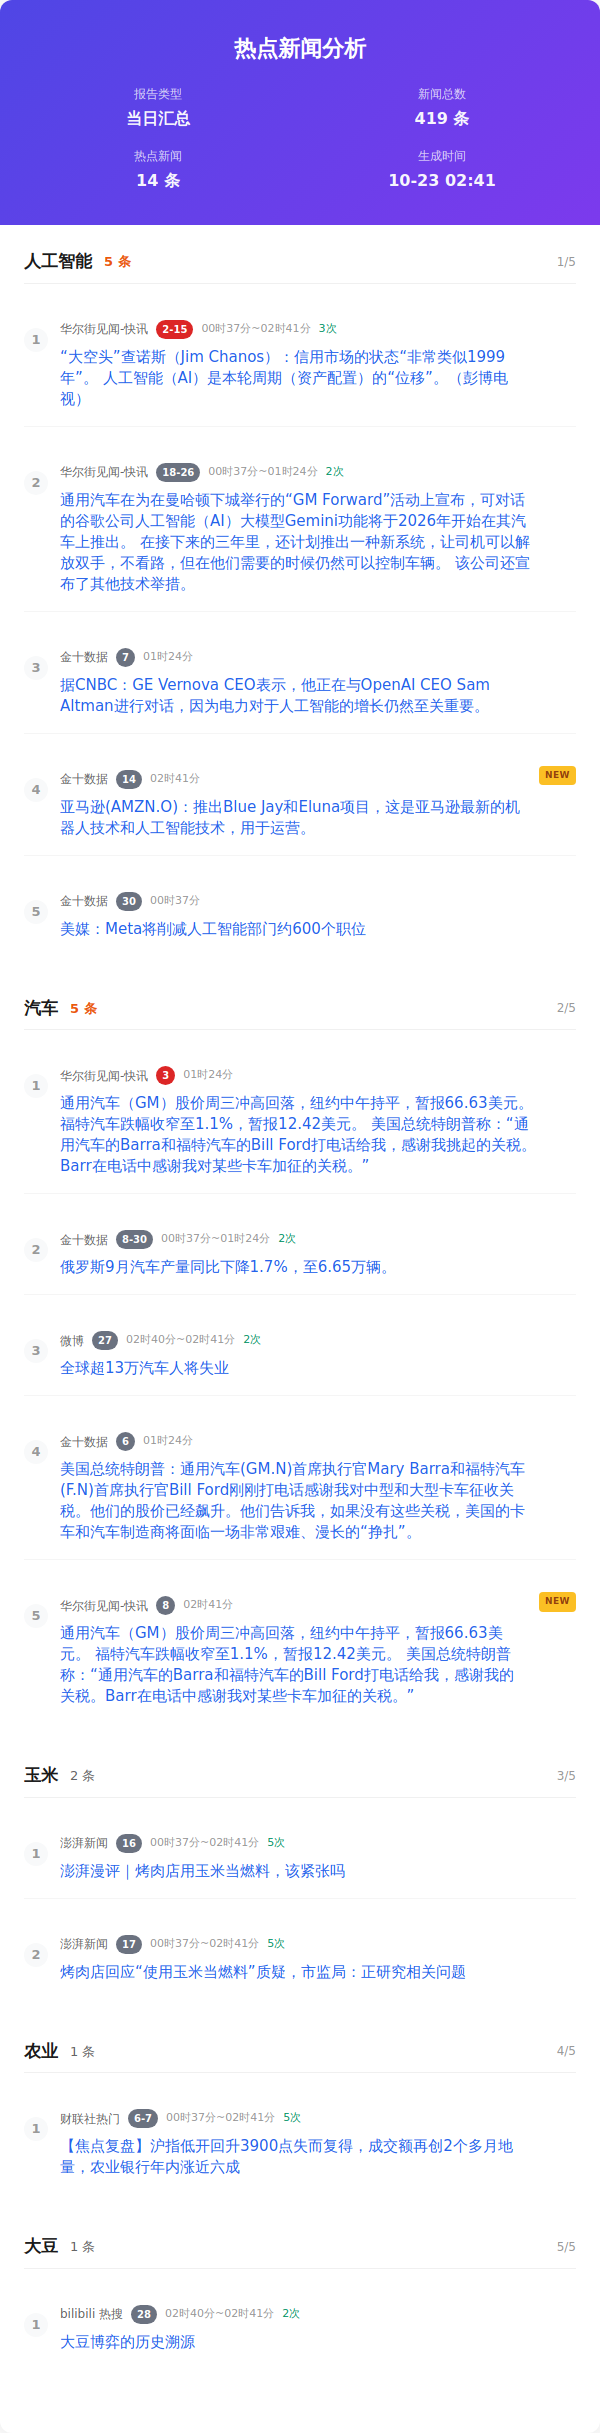 热点新闻分析
报告类型
当日汇总
新闻总数
419 条
热点新闻
14 条
生成时间
10-23 02:41
人工智能 5 条 1/5
1
华尔街见闻-快讯 2-15 00时37分~02时41分 3次
“大空头”查诺斯（Jim Chanos）：信用市场的状态“非常类似1999
年”。 人工智能（AI）是本轮周期（资产配置）的“位移”。（彭博电
视）
2
华尔街见闻-快讯 18-26 00时37分~01时24分 2次
通用汽车在为在曼哈顿下城举行的“GM Forward”活动上宣布，可对话
的谷歌公司人工智能（AI）大模型Gemini功能将于2026年开始在其汽
车上推出。 在接下来的三年里，还计划推出一种新系统，让司机可以解
放双手，不看路，但在他们需要的时候仍然可以控制车辆。 该公司还宣
布了其他技术举措。
3
金十数据 7 01时24分
据CNBC：GE Vernova CEO表示，他正在与OpenAI CEO Sam
Altman进行对话，因为电力对于人工智能的增长仍然至关重要。
4
金十数据 14 02时41分 NEW
亚马逊(AMZN.O)：推出Blue Jay和Eluna项目，这是亚马逊最新的机
器人技术和人工智能技术，用于运营。
5
金十数据 30 00时37分
美媒：Meta将削减人工智能部门约600个职位
汽车 5 条 2/5
1
华尔街见闻-快讯 3 01时24分
通用汽车（GM）股价周三冲高回落，纽约中午持平，暂报66.63美元。
福特汽车跌幅收窄至1.1%，暂报12.42美元。 美国总统特朗普称：“通
用汽车的Barra和福特汽车的Bill Ford打电话给我，感谢我挑起的关税。
Barr在电话中感谢我对某些卡车加征的关税。”
2
金十数据 8-30 00时37分~01时24分 2次
俄罗斯9月汽车产量同比下降1.7%，至6.65万辆。
3
微博 27 02时40分~02时41分 2次
全球超13万汽车人将失业
4
金十数据 6 01时24分
美国总统特朗普：通用汽车(GM.N)首席执行官Mary Barra和福特汽车
(F.N)首席执行官Bill Ford刚刚打电话感谢我对中型和大型卡车征收关
税。他们的股价已经飙升。他们告诉我，如果没有这些关税，美国的卡
车和汽车制造商将面临一场非常艰难、漫长的“挣扎”。
5
华尔街见闻-快讯 8 02时41分 NEW
通用汽车（GM）股价周三冲高回落，纽约中午持平，暂报66.63美
元。 福特汽车跌幅收窄至1.1%，暂报12.42美元。 美国总统特朗普
称：“通用汽车的Barra和福特汽车的Bill Ford打电话给我，感谢我的
关税。Barr在电话中感谢我对某些卡车加征的关税。”
玉米 2 条 3/5
1
澎湃新闻 16 00时37分~02时41分 5次
澎湃漫评｜烤肉店用玉米当燃料，该紧张吗
2
澎湃新闻 17 00时37分~02时41分 5次
烤肉店回应“使用玉米当燃料”质疑，市监局：正研究相关问题
农业 1 条 4/5
1
财联社热门 6-7 00时37分~02时41分 5次
【焦点复盘】沪指低开回升3900点失而复得，成交额再创2个多月地
量，农业银行年内涨近六成
大豆 1 条 5/5
1
bilibili 热搜 28 02时40分~02时41分 2次
大豆博弈的历史溯源